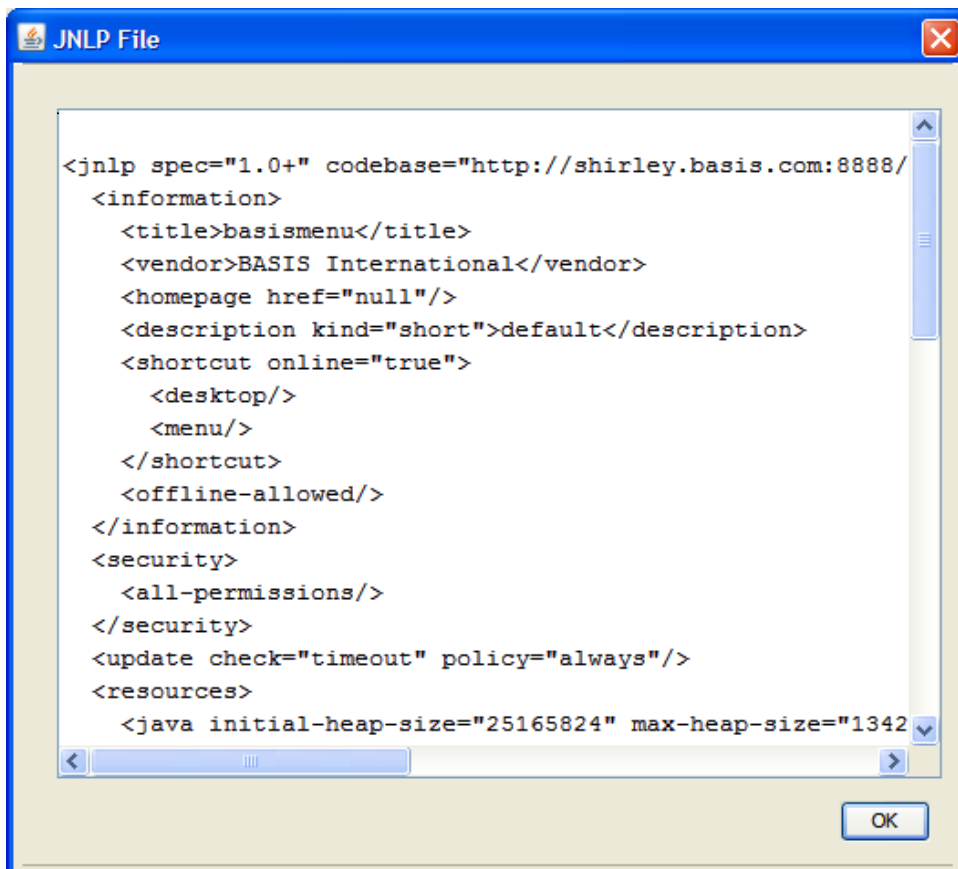 JNLP File
<jnlp spec="1.0+" codebase="http://shirley.basis.com:8888/
  <information>
    <title>basismenu</title>
    <vendor>BASIS International</vendor>
    <homepage href="null"/>
    <description kind="short">default</description>
    <shortcut online="true">
      <desktop/>
      <menu/>
    </shortcut>
    <offline-allowed/>
  </information>
  <security>
    <all-permissions/>
  </security>
  <update check="timeout" policy="always"/>
  <resources>
    <java initial-heap-size="25165824" max-heap-size="1342
OK